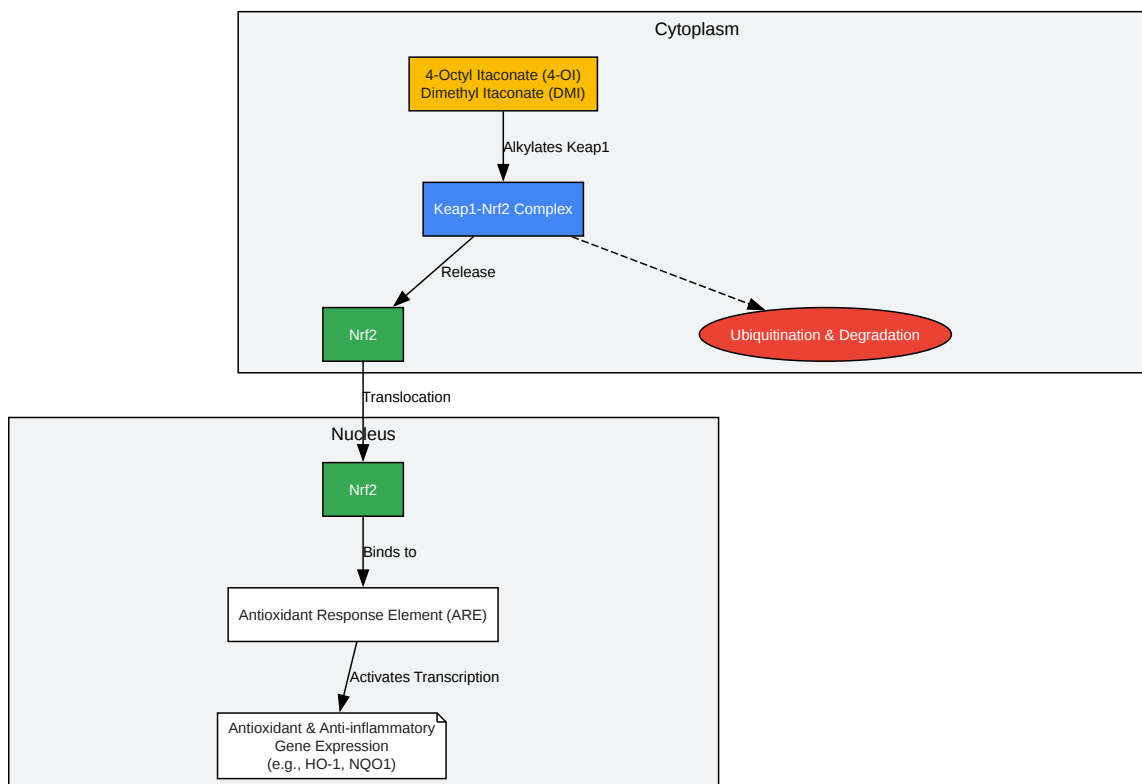 Cytoplasm
4-Octyl Itaconate (4-OI)
Dimethyl Itaconate (DMI)
Alkylates Keap1
Keap1-Nrf2 Complex
Release
Nrf2
Ubiquitination & Degradation
Translocation
Nucleus
Nrf2
Binds to
Antioxidant Response Element (ARE)
Activates Transcription
Antioxidant & Anti-inflammatory
Gene Expression
(e.g., HO-1, NQO1)